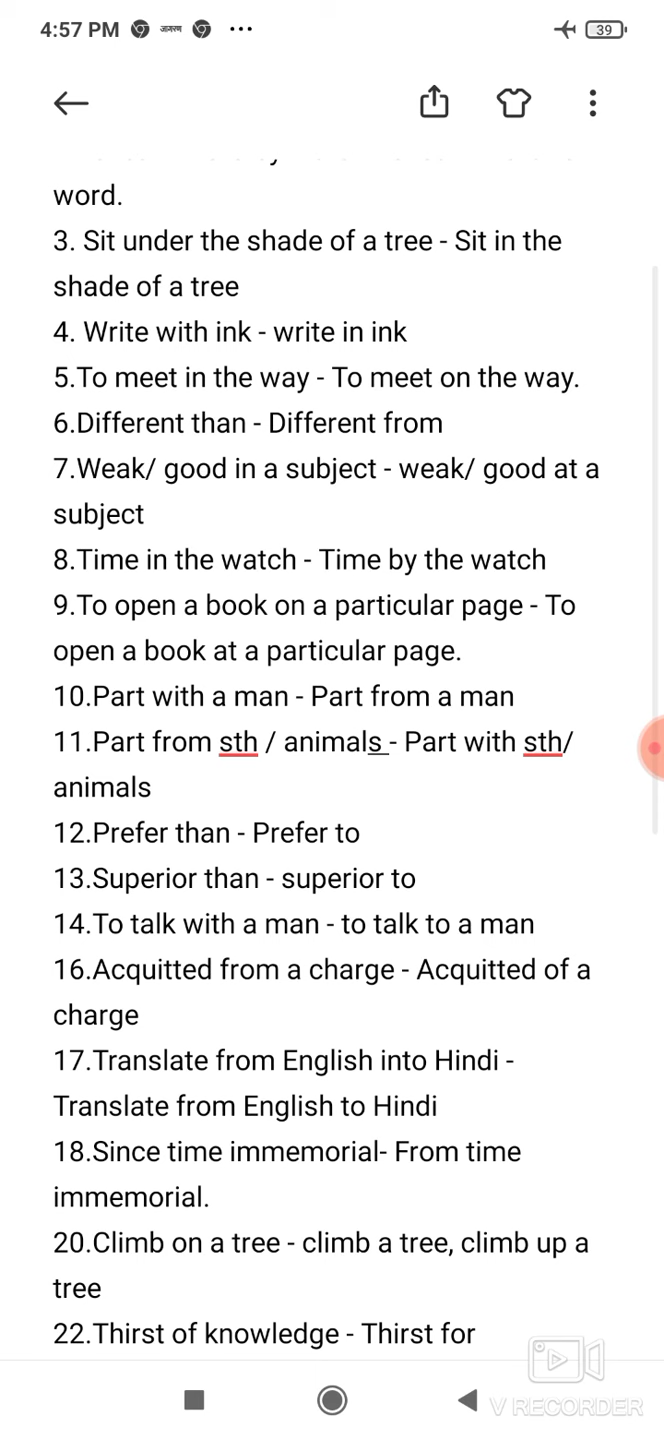 4:57 PM जागरण ...
39
word.
3. Sit under the shade of a tree - Sit in the
shade of a tree
4. Write with ink - write in ink
5.To meet in the way - To meet on the way.
6.Different than - Different from
7.Weak/ good in a subject - weak/ good at a
subject
8.Time in the watch - Time by the watch
9.To open a book on a particular page - To
open a book at a particular page.
10.Part with a man - Part from a man
11.Part from sth / animals - Part with sth/
animals
12.Prefer than - Prefer to
13.Superior than - superior to
14.To talk with a man - to talk to a man
16.Acquitted from a charge - Acquitted of a
charge
17.Translate from English into Hindi -
Translate from English to Hindi
18.Since time immemorial- From time
immemorial.
20.Climb on a tree - climb a tree, climb up a
tree
22.Thirst of knowledge - Thirst for
V RECORDER